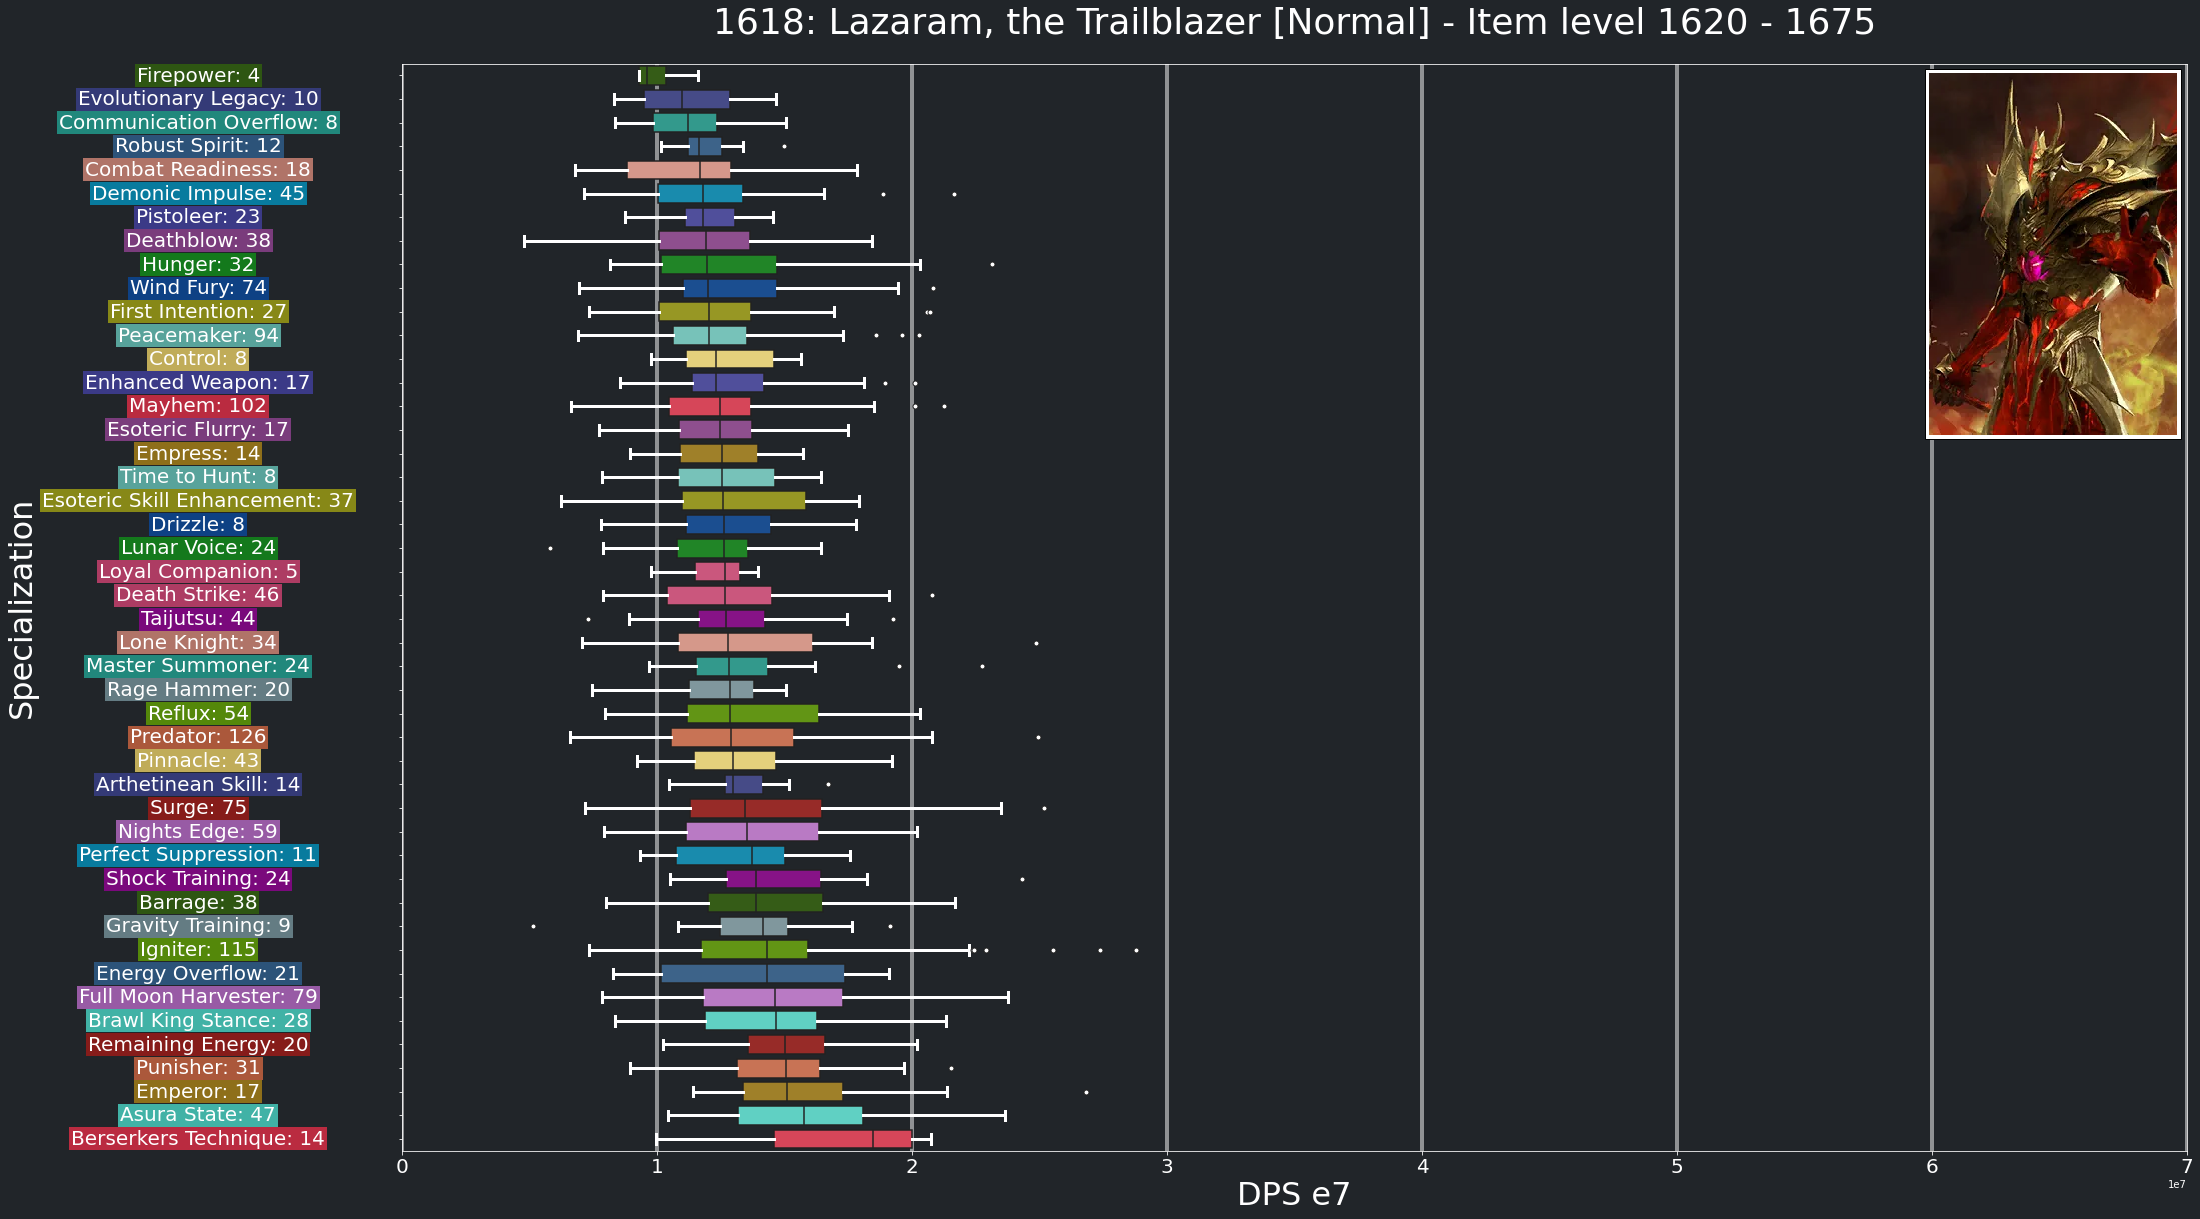 1618: Lazaram, the Trailblazer [Normal] - Item level 1620 - 1675
Specialization
Firepower: 4
Evolutionary Legacy: 10
Communication Overflow: 8
Robust Spirit: 12
Combat Readiness: 18
Demonic Impulse: 45
Pistoleer: 23
Deathblow: 38
Hunger: 32
Wind Fury: 74
First Intention: 27
Peacemaker: 94
Control: 8
Enhanced Weapon: 17
Mayhem: 102
Esoteric Flurry: 17
Empress: 14
Time to Hunt: 8
Esoteric Skill Enhancement: 37
Drizzle: 8
Lunar Voice: 24
Loyal Companion: 5
Death Strike: 46
Taijutsu: 44
Lone Knight: 34
Master Summoner: 24
Rage Hammer: 20
Reflux: 54
Predator: 126
Pinnacle: 43
Arthetinean Skill: 14
Surge: 75
Nights Edge: 59
Perfect Suppression: 11
Shock Training: 24
Barrage: 38
Gravity Training: 9
Igniter: 115
Energy Overflow: 21
Full Moon Harvester: 79
Brawl King Stance: 28
Remaining Energy: 20
Punisher: 31
Emperor: 17
Asura State: 47
Berserkers Technique: 14
0 1 2 3 4 5 6 7
1e7
DPS e7